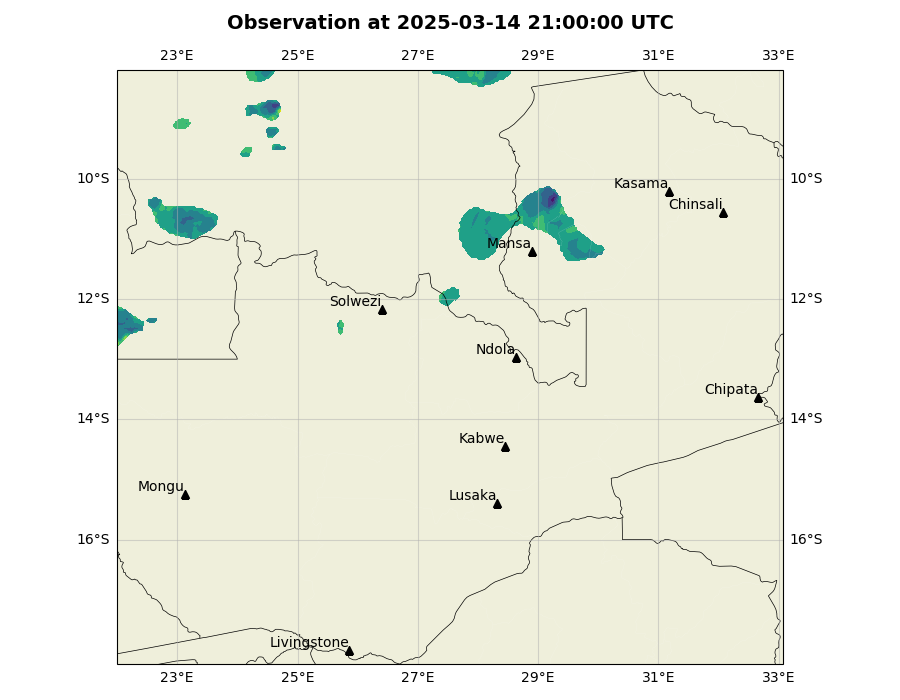 Observation at 2025-03-14 21:00:00 UTC
23°E 25°E 27°E 29°E 31°E 33°E
10°S 10°S
Kasama
Chinsali
Mansa
12°S 12°S
Solwezi
Ndola
Chipata
14°S 14°S
Kabwe
Mongu
Lusaka
16°S 16°S
Livingstone
23°E 25°E 27°E 29°E 31°E 33°E